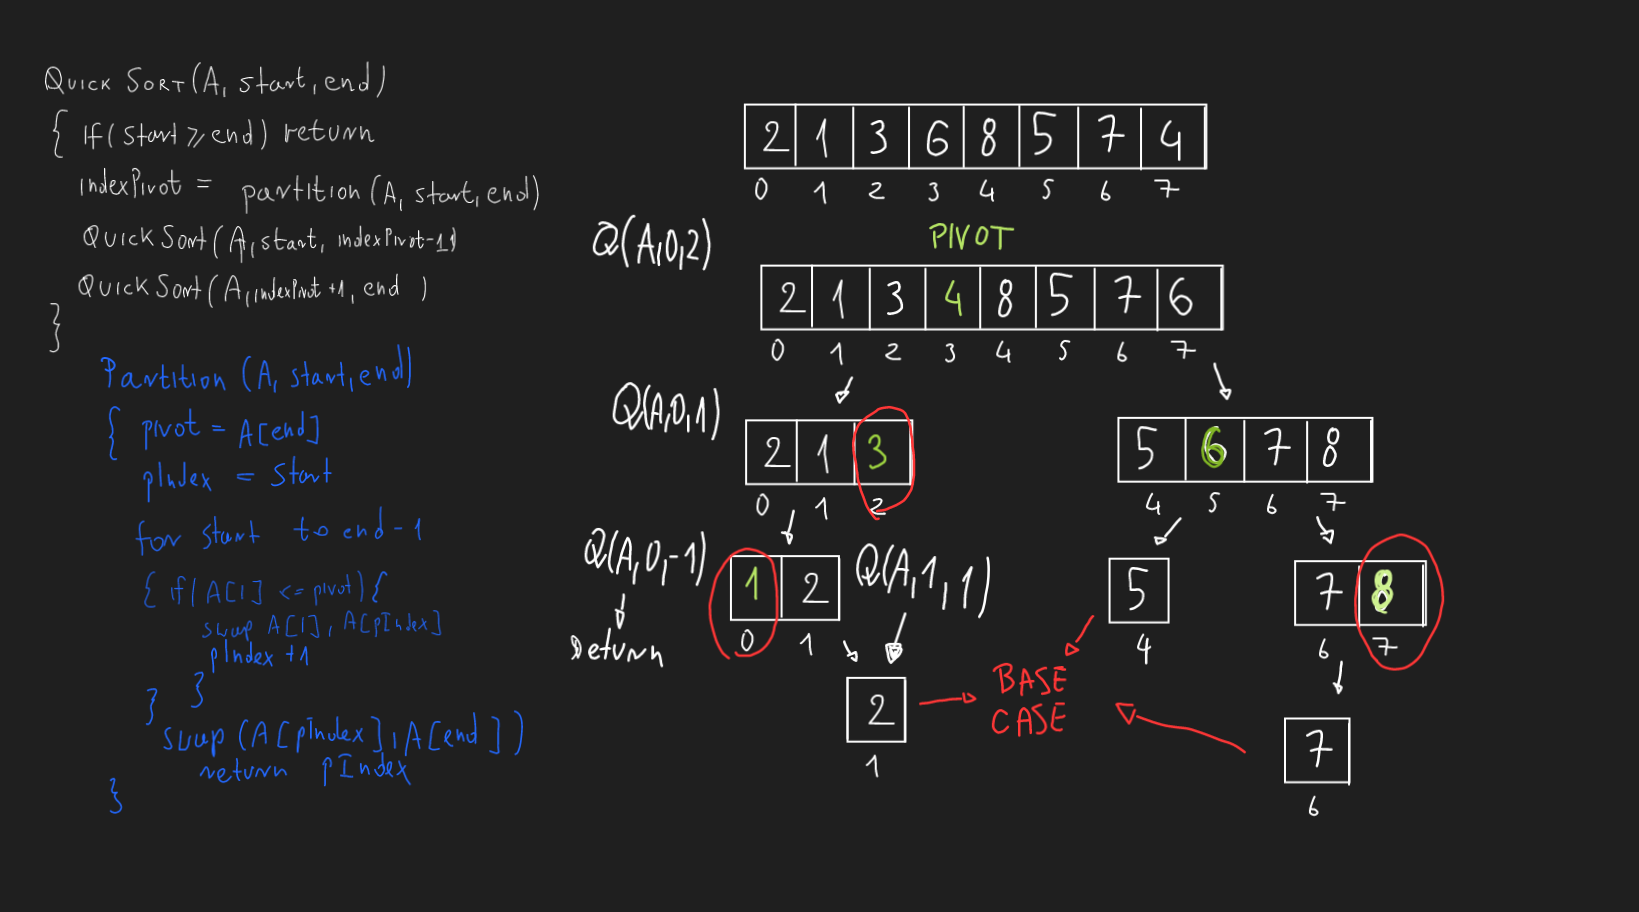 QUICK SORT(A, start, end)
{ If(start >= end) return
indexPivot = partition(A, start, end)
QUICKSort(A, start, indexPivot-1)
QUICKSort(A, indexPivot+1, end )
}
Partition (A, start, end)
{ pivot = A[end]
pIndex = Start
for start to end-1
{ if( A[i] <= pivot){
swap A[i], A[pIndex]
pIndex +1
}
}
swap (A[pIndex], A[end])
return pIndex
}
2 1 3 6 8 5 7 4
0 1 2 3 4 5 6 7
Q(A,0,2)
PIVOT
2 1 3 4 8 5 7 6
0 1 2 3 4 5 6 7
Q(A,0,1)
2 1 3
0 1 2
5 6 7 8
4 5 6 7
Q(A,0,-1)
return
1 2
0 1
Q(A,1,1)
2
1
5
4
7 8
6 7
BASE
CASE
7
6